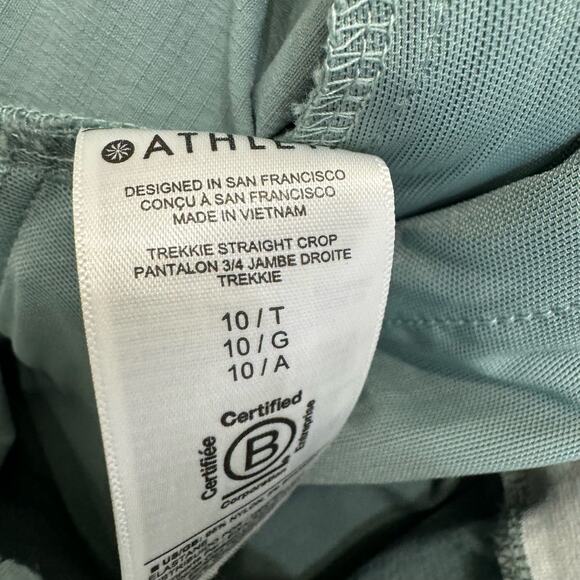 ATHLE
DESIGNED IN SAN FRANCISCO
CONÇU À SAN FRANCISCO
MADE IN VIETNAM
TREKKIE STRAIGHT CROP
PANTALON 3/4 JAMBE DROITE
TREKKIE
10 / T
10 / G
10 / A
Certified
Certifiée
B
Entreprise
Corporation